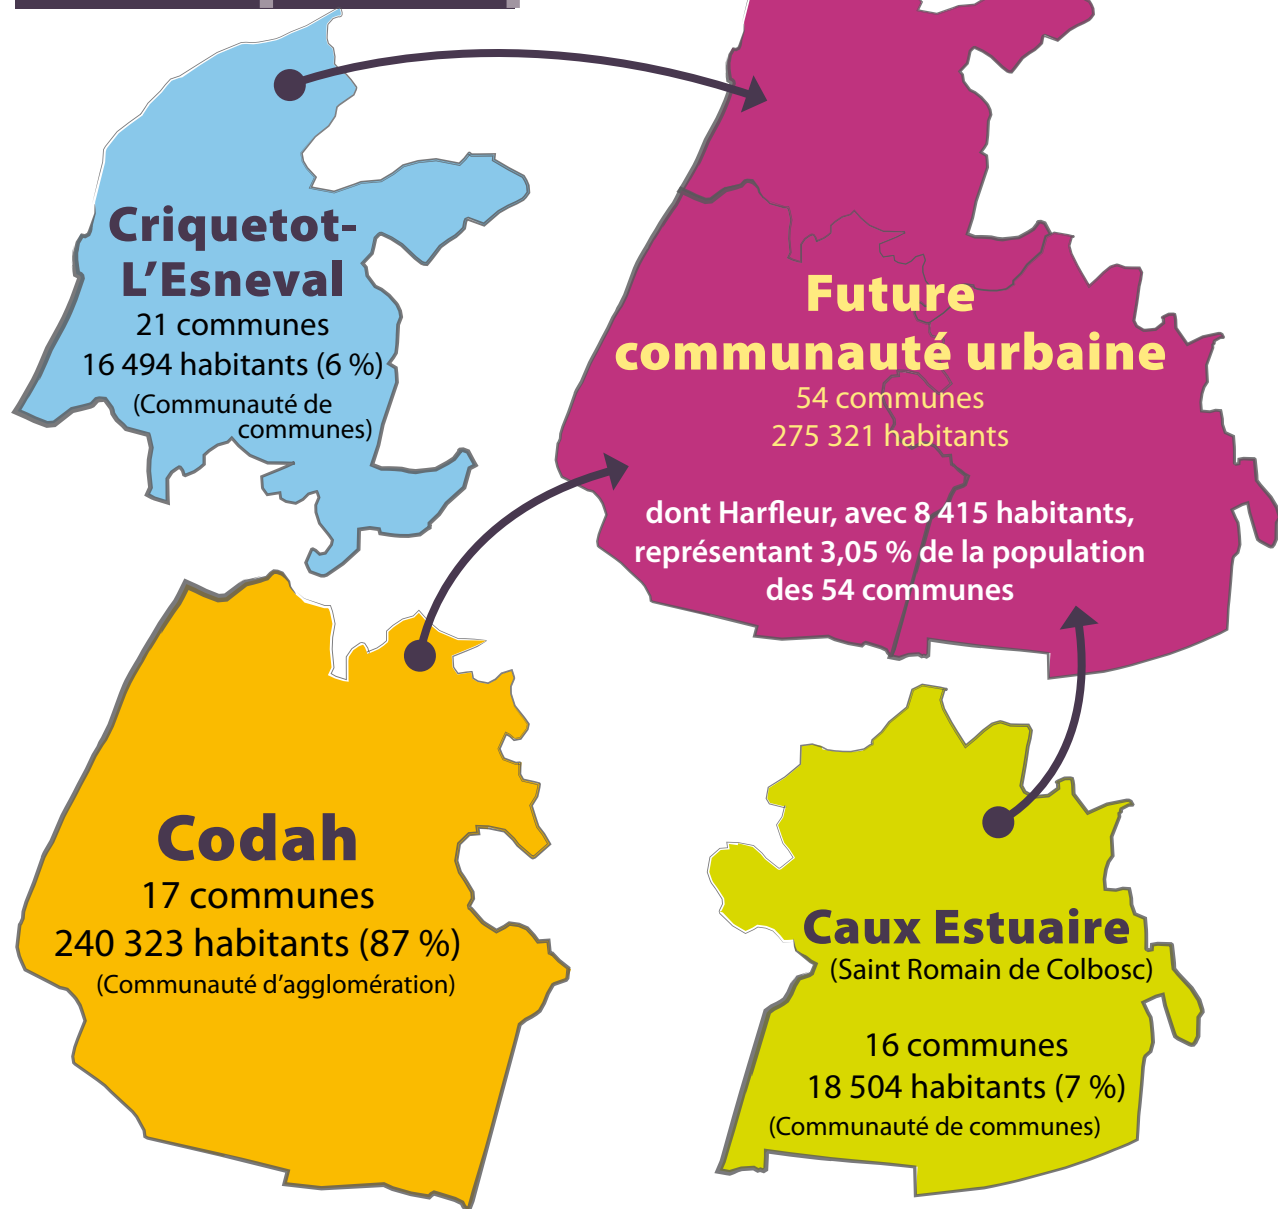 Criquetot-
L'Esneval
21 communes
16 494 habitants (6 %)
(Communauté de
communes)
Future
communauté urbaine
54 communes
275 321 habitants
dont Harfleur, avec 8 415 habitants,
représentant 3,05 % de la population
des 54 communes
Codah
17 communes
240 323 habitants (87 %)
(Communauté d'agglomération)
Caux Estuaire
(Saint Romain de Colbosc)
16 communes
18 504 habitants (7 %)
(Communauté de communes)